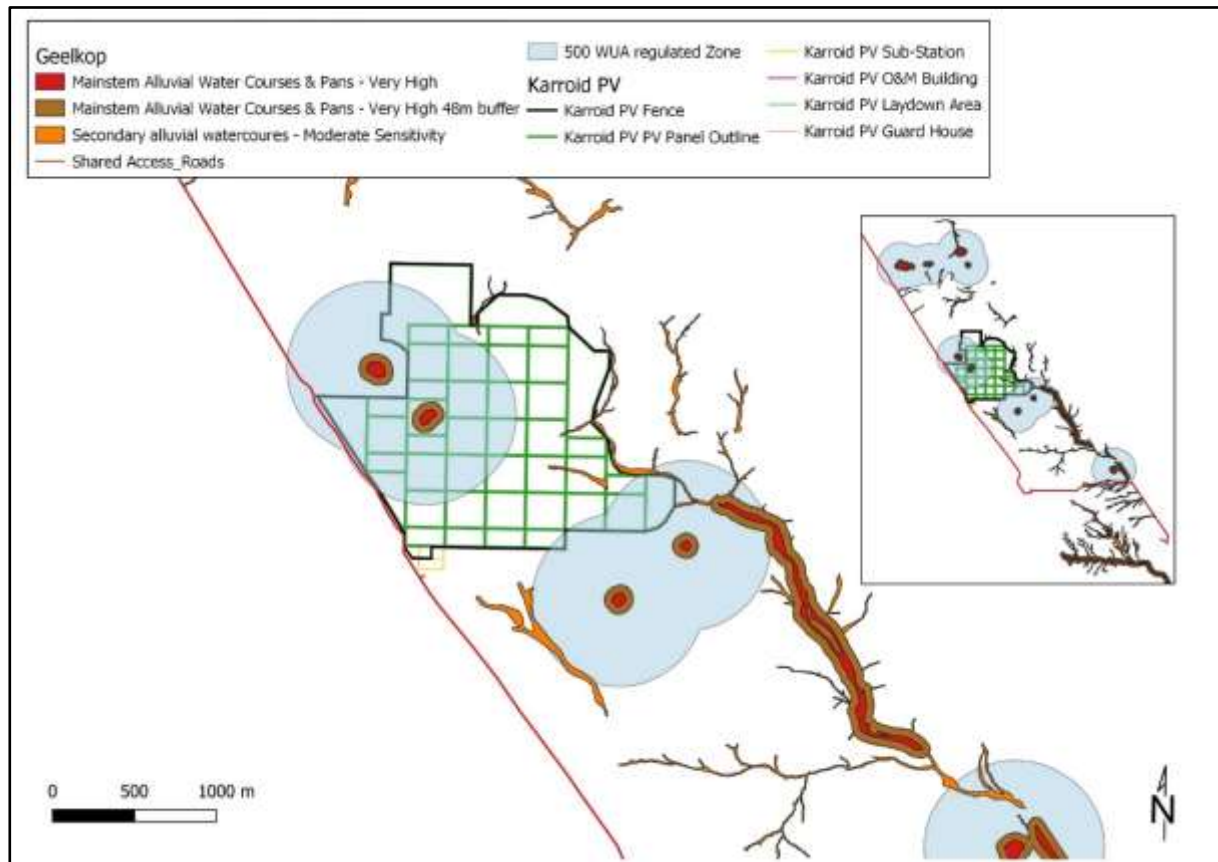 Geelkop
Mainstem Alluvial Water Courses & Pans - Very High
Mainstem Alluvial Water Courses & Pans - Very High 48m buffer
Secondary alluvial watercoures - Moderate Sensitivity
Shared Access_Roads
500 WUA regulated Zone
Karroid PV
Karroid PV Fence
Karroid PV PV Panel Outline
Karroid PV Sub-Station
Karroid PV O&M Building
Karroid PV Laydown Area
Karroid PV Guard House
0 500 1000 m
N